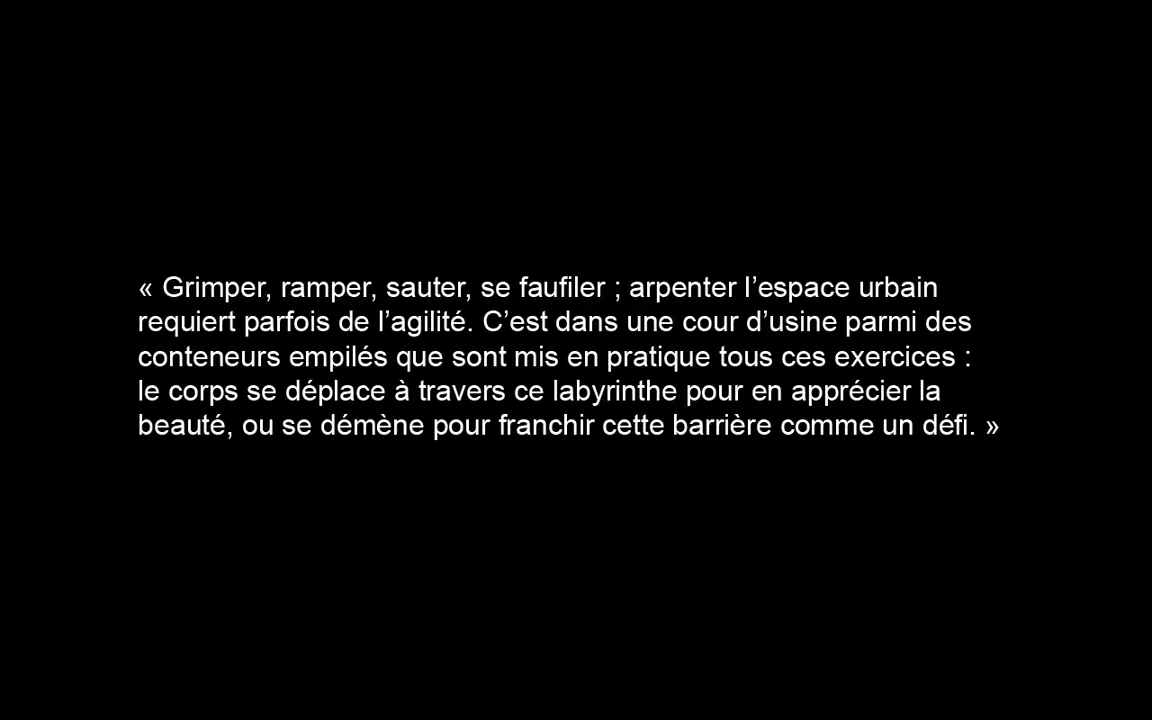 « Grimper, ramper, sauter, se faufiler ; arpenter l’espace urbain
requiert parfois de l’agilité. C’est dans une cour d’usine parmi des
conteneurs empilés que sont mis en pratique tous ces exercices :
le corps se déplace à travers ce labyrinthe pour en apprécier la
beauté, ou se démène pour franchir cette barrière comme un défi. »